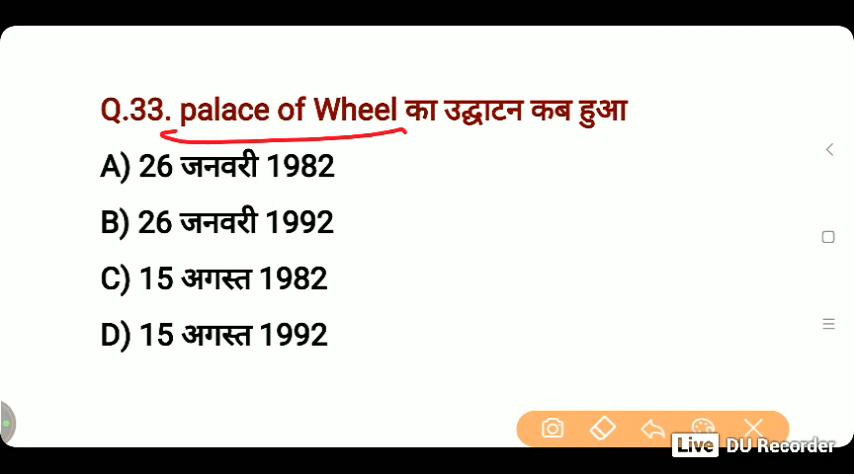 Q.33. palace of Wheel का उद्घाटन कब हुआ
A) 26 जनवरी 1982
B) 26 जनवरी 1992
C) 15 अगस्त 1982
D) 15 अगस्त 1992
Live DU Recorder